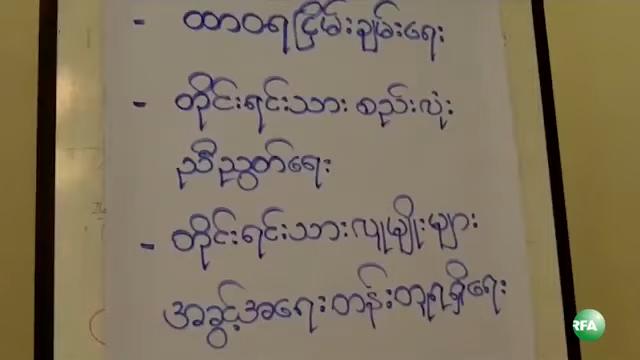 - ထာဝရငြိမ်းချမ်းရေး
- တိုင်းရင်းသား စည်းလုံး
ညီညွတ်ရေး
- တိုင်းရင်းသားလူမျိုးများ
အခွင့်အရေးတန်းတူရရှိရေး
RFA